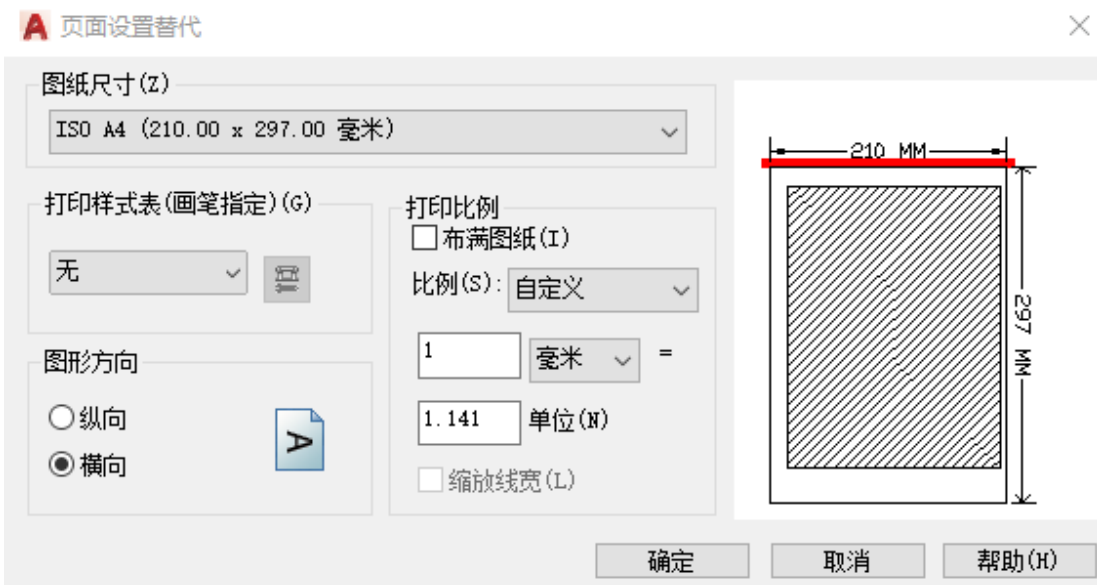 页面设置替代
图纸尺寸(Z)
ISO A4 (210.00 x 297.00 毫米)
打印样式表(画笔指定)(G)
无
图形方向
纵向
横向
A
打印比例
布满图纸(I)
比例(S): 自定义
1 毫米 =
1.141 单位(N)
缩放线宽(L)
210 MM
297 MM
确定 取消 帮助(H)